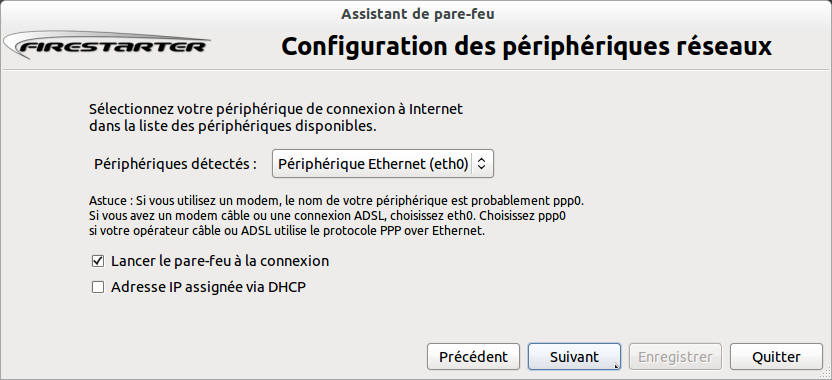 Assistant de pare-feu
FIRESTARTER
Configuration des périphériques réseaux
Sélectionnez votre périphérique de connexion à Internet
dans la liste des périphériques disponibles.
Périphériques détectés : Périphérique Ethernet (eth0)
Astuce : Si vous utilisez un modem, le nom de votre périphérique est probablement ppp0.
Si vous avez un modem câble ou une connexion ADSL, choisissez eth0. Choisissez ppp0
si votre opérateur câble ou ADSL utilise le protocole PPP over Ethernet.
Lancer le pare-feu à la connexion
Adresse IP assignée via DHCP
Précédent Suivant Enregistrer Quitter